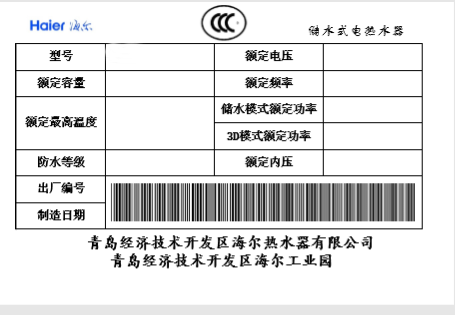 Haier 海尔
CCC
储水式电热水器
型号
额定电压
额定容量
额定频率
额定最高温度
储水模式额定功率
3D模式额定功率
防水等级
额定内压
出厂编号
制造日期
青岛经济技术开发区海尔热水器有限公司
青岛经济技术开发区海尔工业园